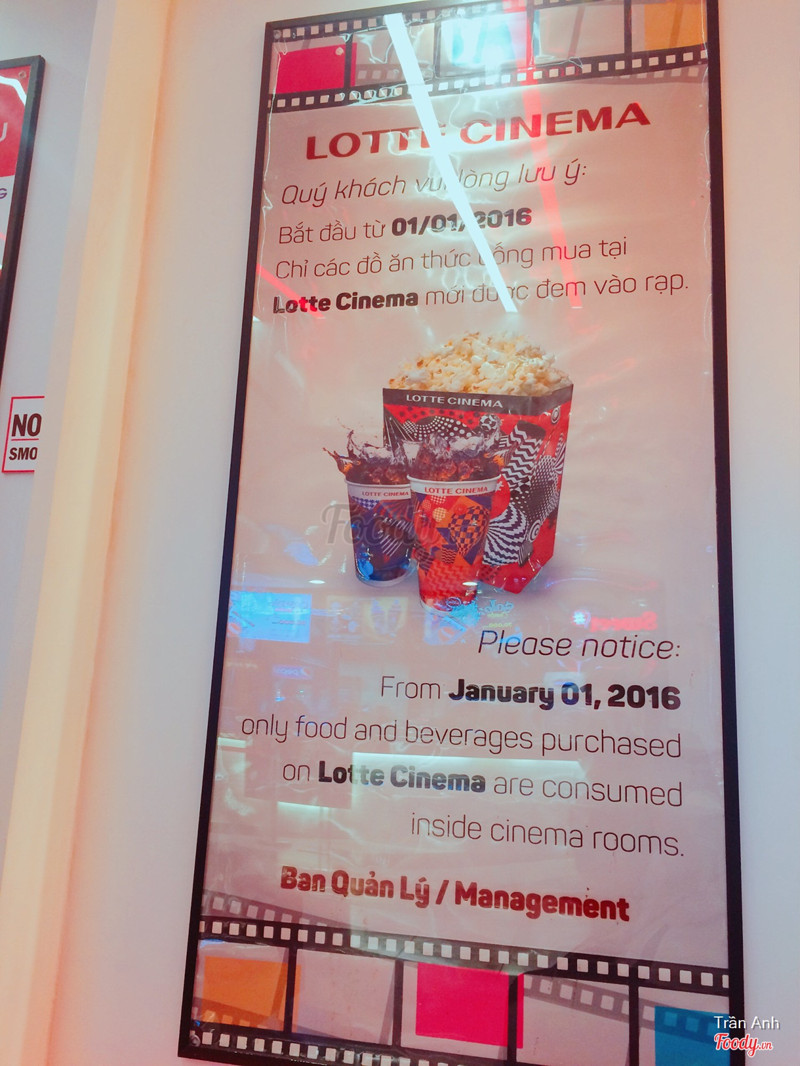 LOTTE CINEMA
Quý khách vui lòng lưu ý:
Bắt đầu từ 01/01/2016
Chỉ các đồ ăn thức uống mua tại
Lotte Cinema mới được đem vào rạp.
LOTTE CINEMA
LOTTE CINEMA
LOTTE CINEMA
Foody
Please notice:
From January 01, 2016
only food and beverages purchased
on Lotte Cinema are consumed
inside cinema rooms.
Ban Quản Lý / Management
NO
SMO
U
G
Trần Anh
Foody.vn